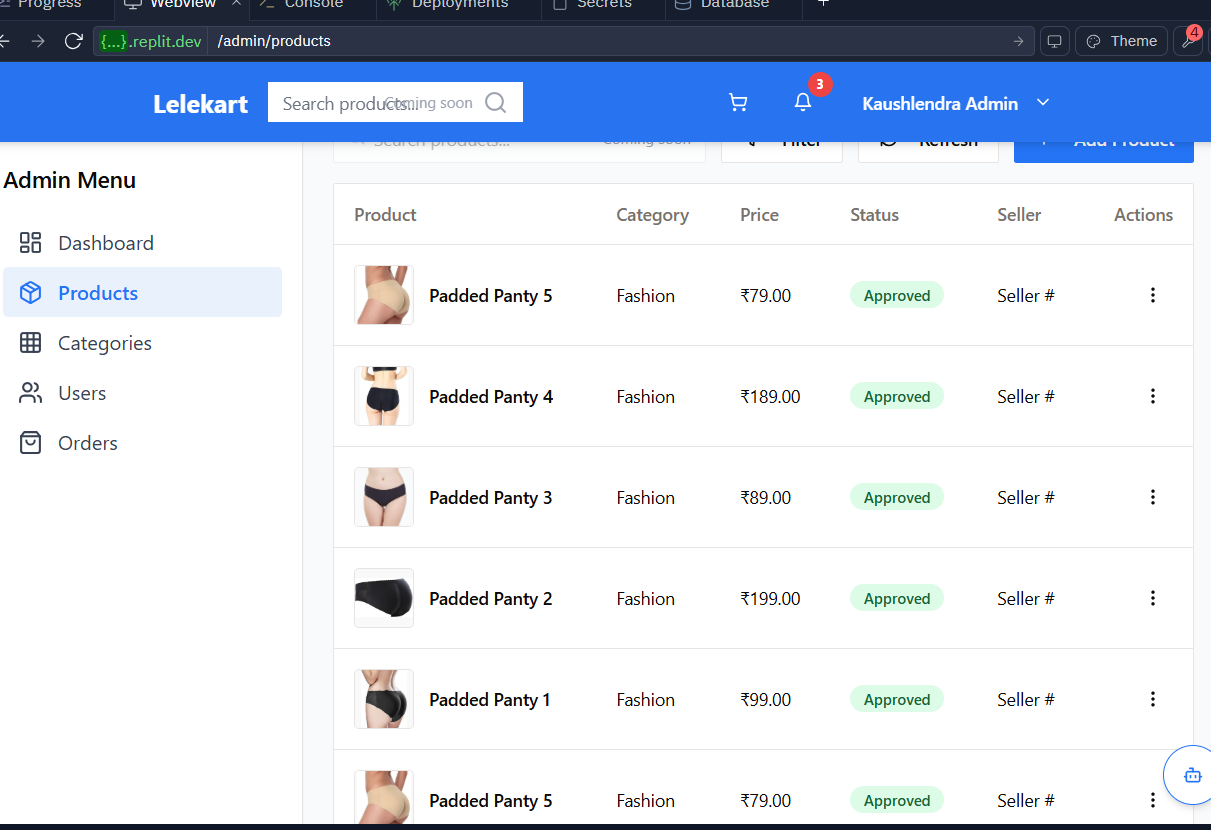 Progress Webview Console Deployments Secrets Database
{...}.replit.dev /admin/products Theme 4
Lelekart Search products... Coming soon 3 Kaushlendra Admin
Search products... Coming soon Filter Refresh Add Product
Admin Menu
Dashboard
Products
Categories
Users
Orders
Product Category Price Status Seller Actions
Padded Panty 5 Fashion ₹79.00 Approved Seller #
Padded Panty 4 Fashion ₹189.00 Approved Seller #
Padded Panty 3 Fashion ₹89.00 Approved Seller #
Padded Panty 2 Fashion ₹199.00 Approved Seller #
Padded Panty 1 Fashion ₹99.00 Approved Seller #
Padded Panty 5 Fashion ₹79.00 Approved Seller #